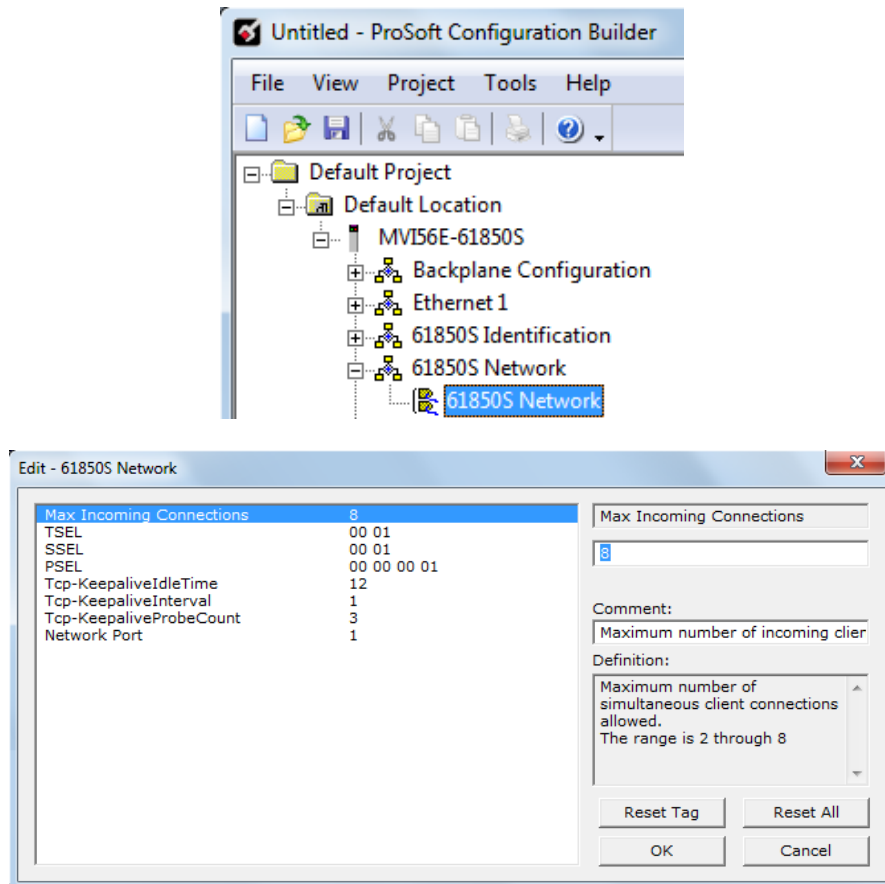 Untitled - ProSoft Configuration Builder
File View Project Tools Help
Default Project
Default Location
MVI56E-61850S
Backplane Configuration
Ethernet 1
61850S Identification
61850S Network
61850S Network
Edit - 61850S Network
Max Incoming Connections 8
TSEL 00 01
SSEL 00 01
PSEL 00 00 00 01
Tcp-KeepaliveIdleTime 12
Tcp-KeepaliveInterval 1
Tcp-KeepaliveProbeCount 3
Network Port 1
Max Incoming Connections
8
Comment:
Maximum number of incoming clier
Definition:
Maximum number of
simultaneous client connections
allowed.
The range is 2 through 8
Reset Tag Reset All
OK Cancel